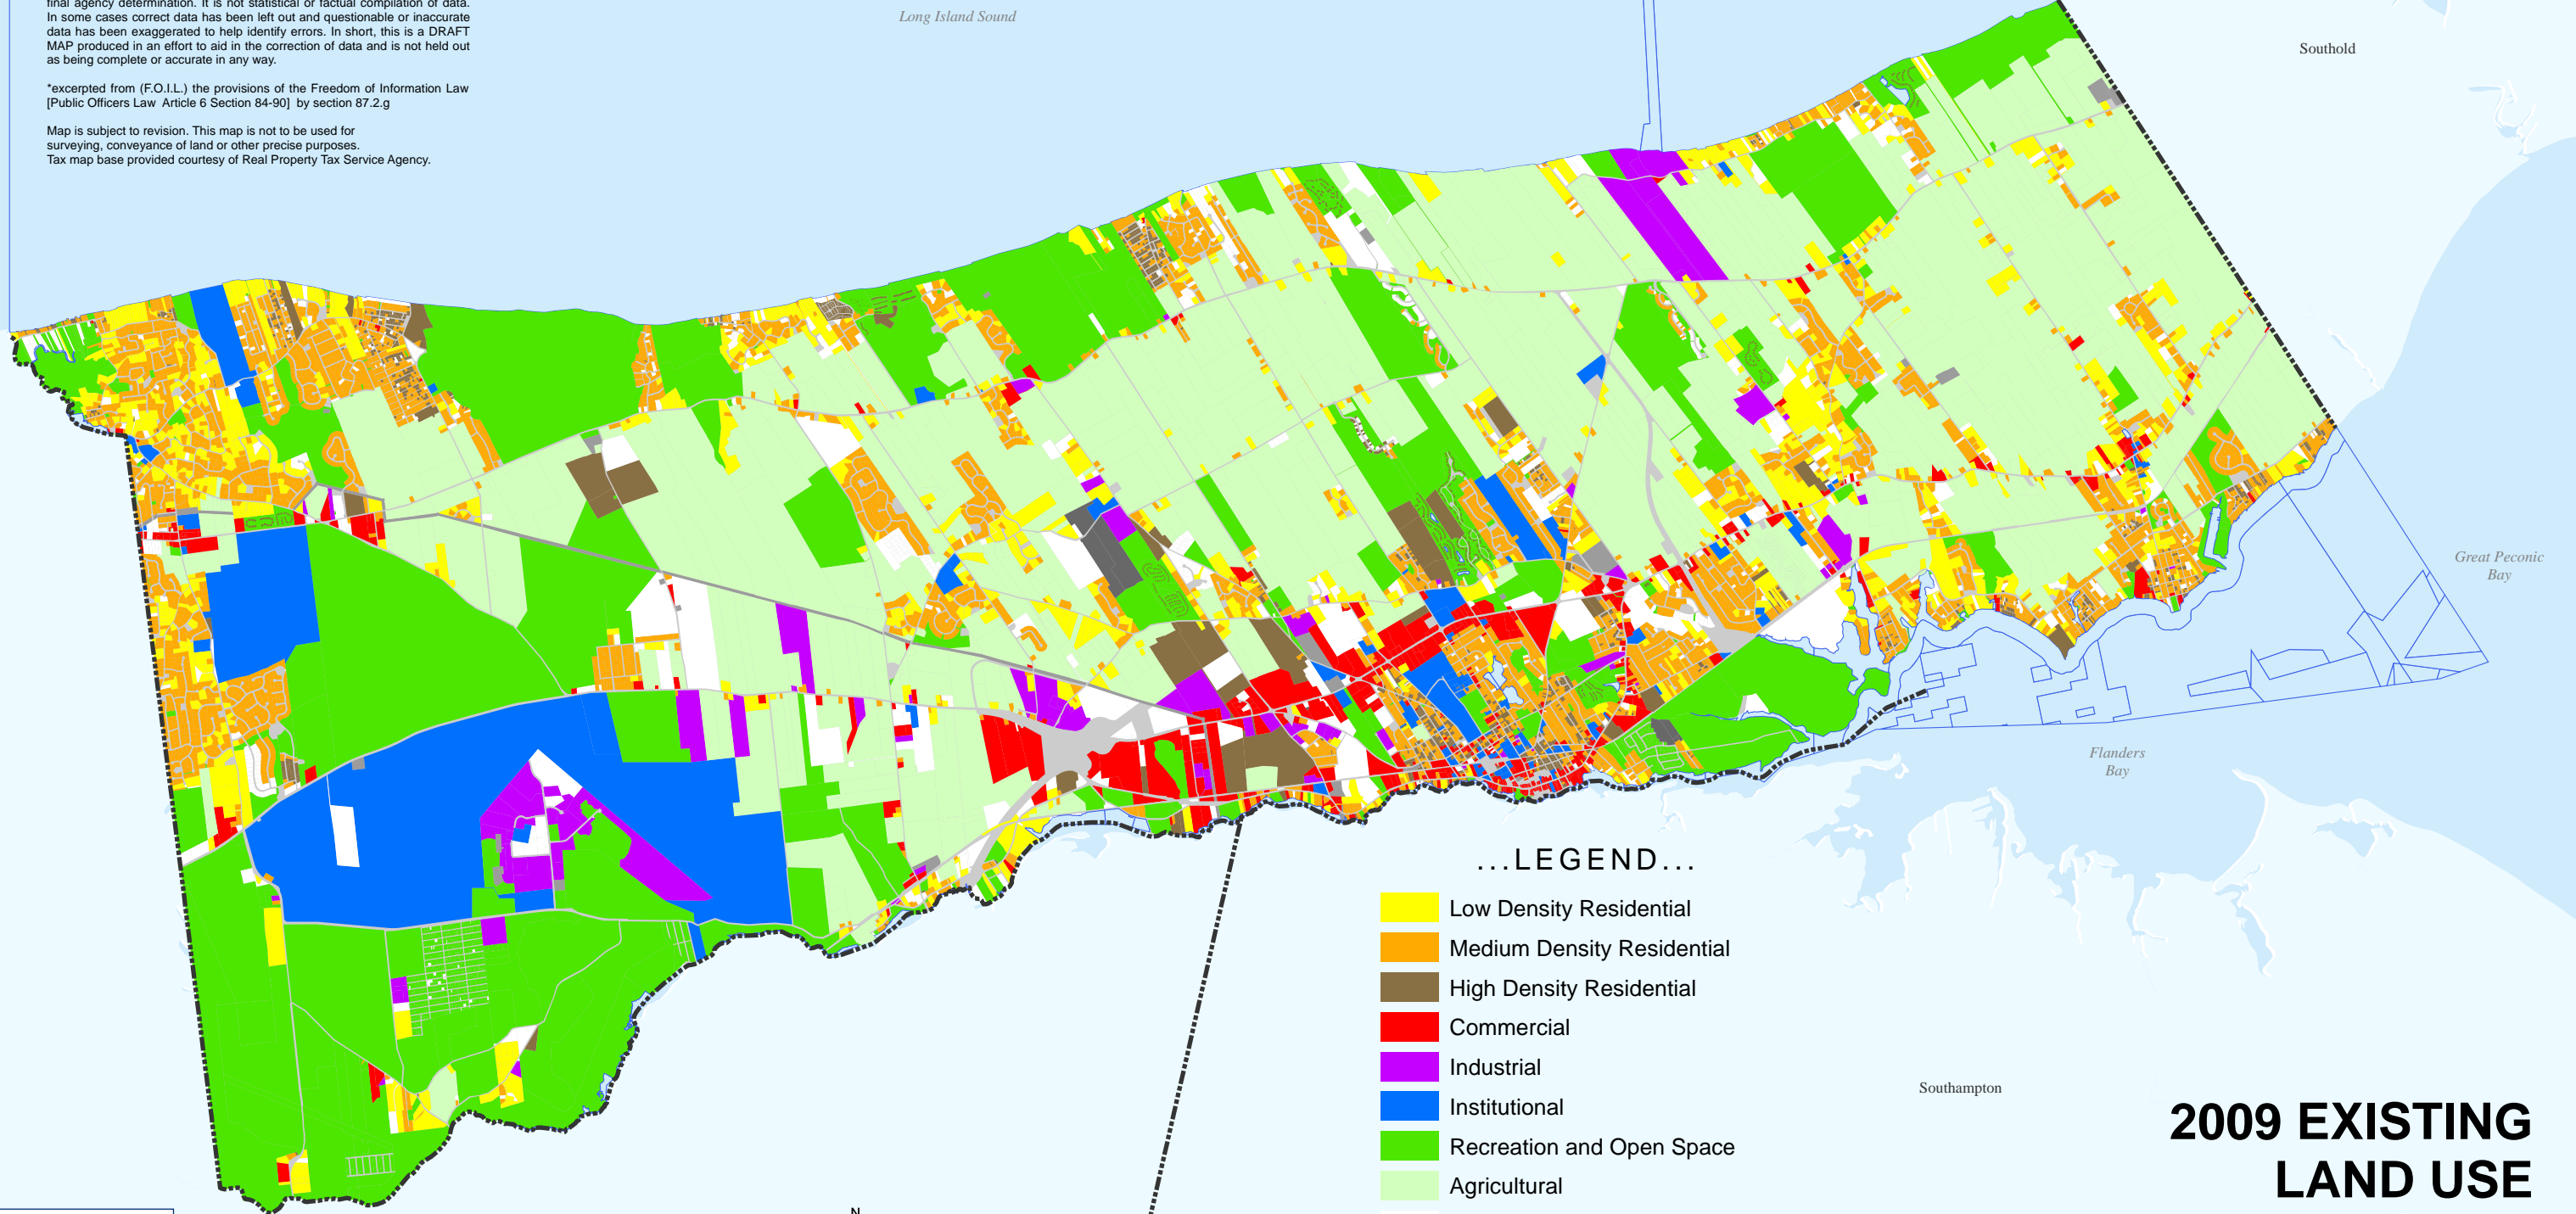 final agency determination. It is not statistical or factual compilation of data.
In some cases correct data has been left out and questionable or inaccurate
data has been exaggerated to help identify errors. In short, this is a DRAFT
MAP produced in an effort to aid in the correction of data and is not held out
as being complete or accurate in any way.
*excerpted from (F.O.I.L.) the provisions of the Freedom of Information Law
[Public Officers Law Article 6 Section 84-90] by section 87.2.g
Map is subject to revision. This map is not to be used for
surveying, conveyance of land or other precise purposes.
Tax map base provided courtesy of Real Property Tax Service Agency.
Long Island Sound
Southold
Great Peconic
Bay
Flanders
Bay
Southampton
...LEGEND...
Low Density Residential
Medium Density Residential
High Density Residential
Commercial
Industrial
Institutional
Recreation and Open Space
Agricultural
2009 EXISTING
LAND USE
N